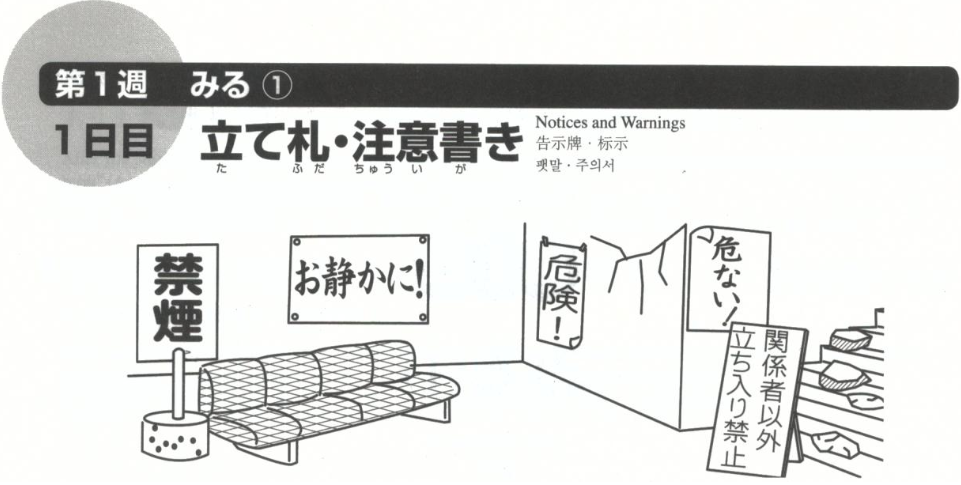 第1週 みる ①
1日目 立て札・注意書き
た ふだ ちゅう い が
Notices and Warnings
告示牌・标示
팻말・주의서
禁煙
お静かに!
危険!
危ない!
関係者以外
立ち入り禁止